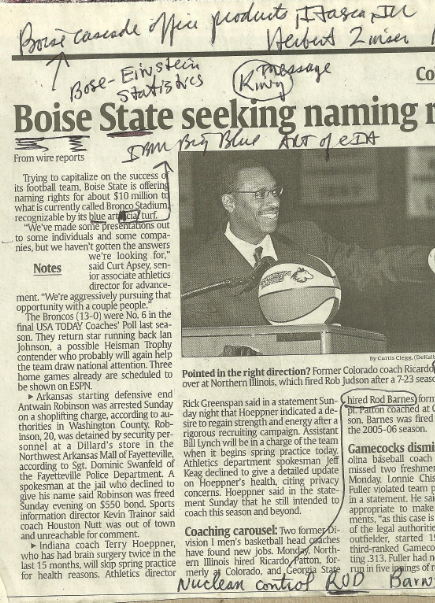 Boise cascade office products, Itasca, Ill
Herbert Zinser
Bose-Einstein
Statistics
message
Co
Boise State seeking naming r
From wire reports
IBM Big Blue
Trying to capitalize on the success of
its football team, Boise State is offering
naming rights for about $10 million to
what is currently called Bronco Stadium,
recognizable by its blue artificial turf.
"We've made some presentations out
to some individuals and some compa-
nies, but we haven't gotten the answers
we're looking for,"
said Curt Apsey, sen-
ior associate athletics
director for advance-
Notes
ment. "We're aggressively pursuing that
opportunity with a couple people."
The Broncos (13-0) were No. 6 in the
final USA TODAY Coaches' Poll last sea-
son. They return star running back Ian
Johnson, a possible Heisman Trophy
contender who probably will again help
the team draw national attention. Three
home games already are scheduled to
be shown on ESPN.
▶ Arkansas starting defensive end
Antwain Robinson was arrested Sunday
on a shoplifting charge, according to au-
thorities in Washington County. Rob-
inson, 20, was detained by security per-
sonnel at a Dillard's store in the
Northwest Arkansas Mall of Fayetteville,
according to Sgt. Dominic Swanfeld of
the Fayetteville Police Department. A
spokesman at the jail who declined to
give his name said Robinson was freed
Sunday evening on $550 bond. Sports
information director Kevin Trainor said
coach Houston Nutt was out of town
and unreachable for comment.
▶ Indiana coach Terry Hoeppner,
who has had brain surgery twice in the
last 15 months, will skip spring practice
for health reasons. Athletics director
By Curtis Clegg,
Pointed in the right direction? Former Colorado coach Ricardo
over at Northern Illinois, which fired Rob Judson after a 7-23 seaso
Rick Greenspan said in a statement Sun-
day night that Hoeppner indicated a de-
sire to regain strength and energy after a
rigorous recruiting campaign. Assistant
Bill Lynch will be in charge of the team
when it begins spring practice today.
Athletics department spokesman Jeff
Keag declined to give a detailed update
on Hoeppner's health, citing privacy
concerns. Hoeppner said in the state-
ment Sunday that he still intended to
coach this season and beyond.
Coaching carousel: Two former Di-
vision I men's basketball head coaches
have found new jobs. Monday, North-
ern Illinois hired Ricardo Patton, for-
merly at Colorado, and Georgia State
hired Rod Barnes, form
pi. Patton coached at C
son. Barnes was fired
the 2005-06 season.
Gamecocks dismi
olina baseball coach
missed two freshmen
Monday. Lonnie Chis
Fuller violated team p
in a statement. He sai
appropriate to make
ments, "as this case is
of the legal authoritie
outfielder, started 15
third-ranked Gamecoc
ting .313. Fuller had n
run in five innings of r
Nuclear control ROD Barn